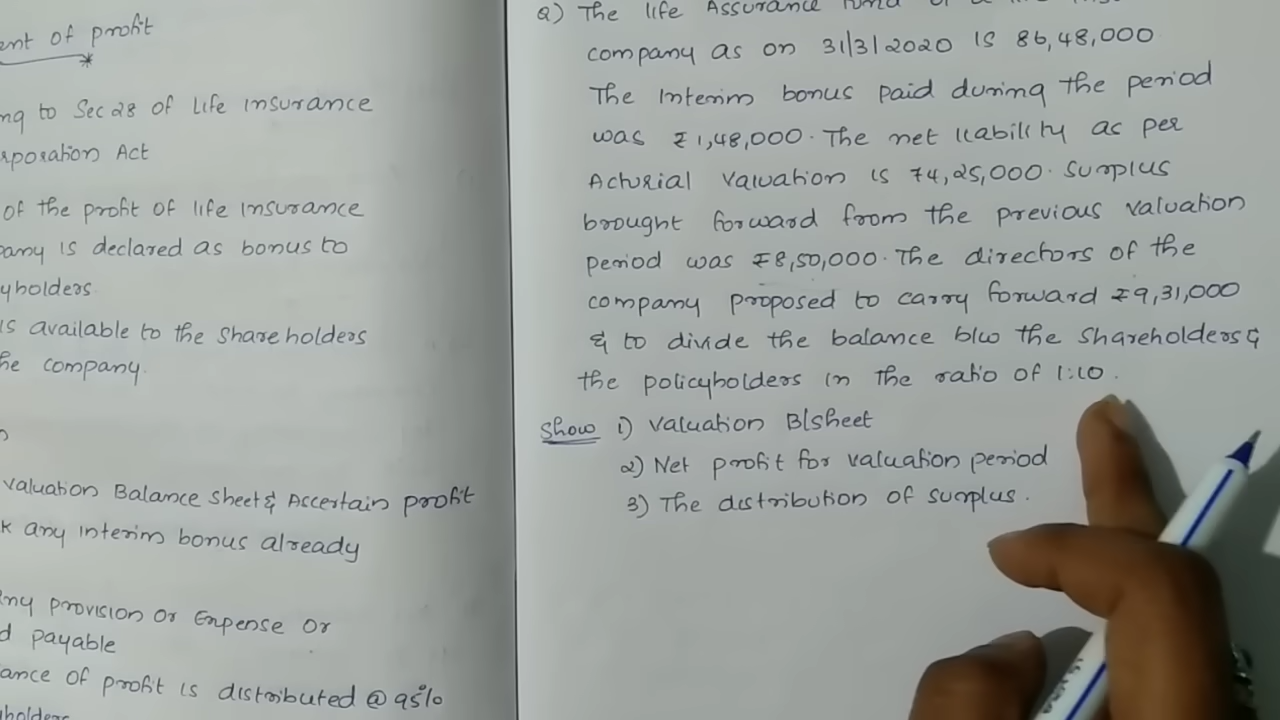 ent of profit
ng to Sec 28 of Life insurance
rporation Act
of the profit of life insurance
pany is declared as bonus to
yholders
is available to the shareholders
he company.
n
valuation Balance Sheet & Ascertain profit
k any interim bonus already
any provision or Expense or
d payable
ance of profit is distributed @ 95%
yholders
Q) The life Assurance Fund of a
company as on 31/3/2020 is 86,48,000
The Interim bonus paid during the period
was ₹1,48,000. The net liability as per
Acturial Valuation is 74,25,000. Surplus
brought forward from the previous valuation
period was ₹8,50,000. The directors of the
company proposed to carry forward ₹9,31,000
& to divide the balance b/w the Shareholders &
the policyholders in the ratio of 1:10.
Show 1) Valuation B/Sheet
2) Net profit for valuation period
3) The distribution of surplus.